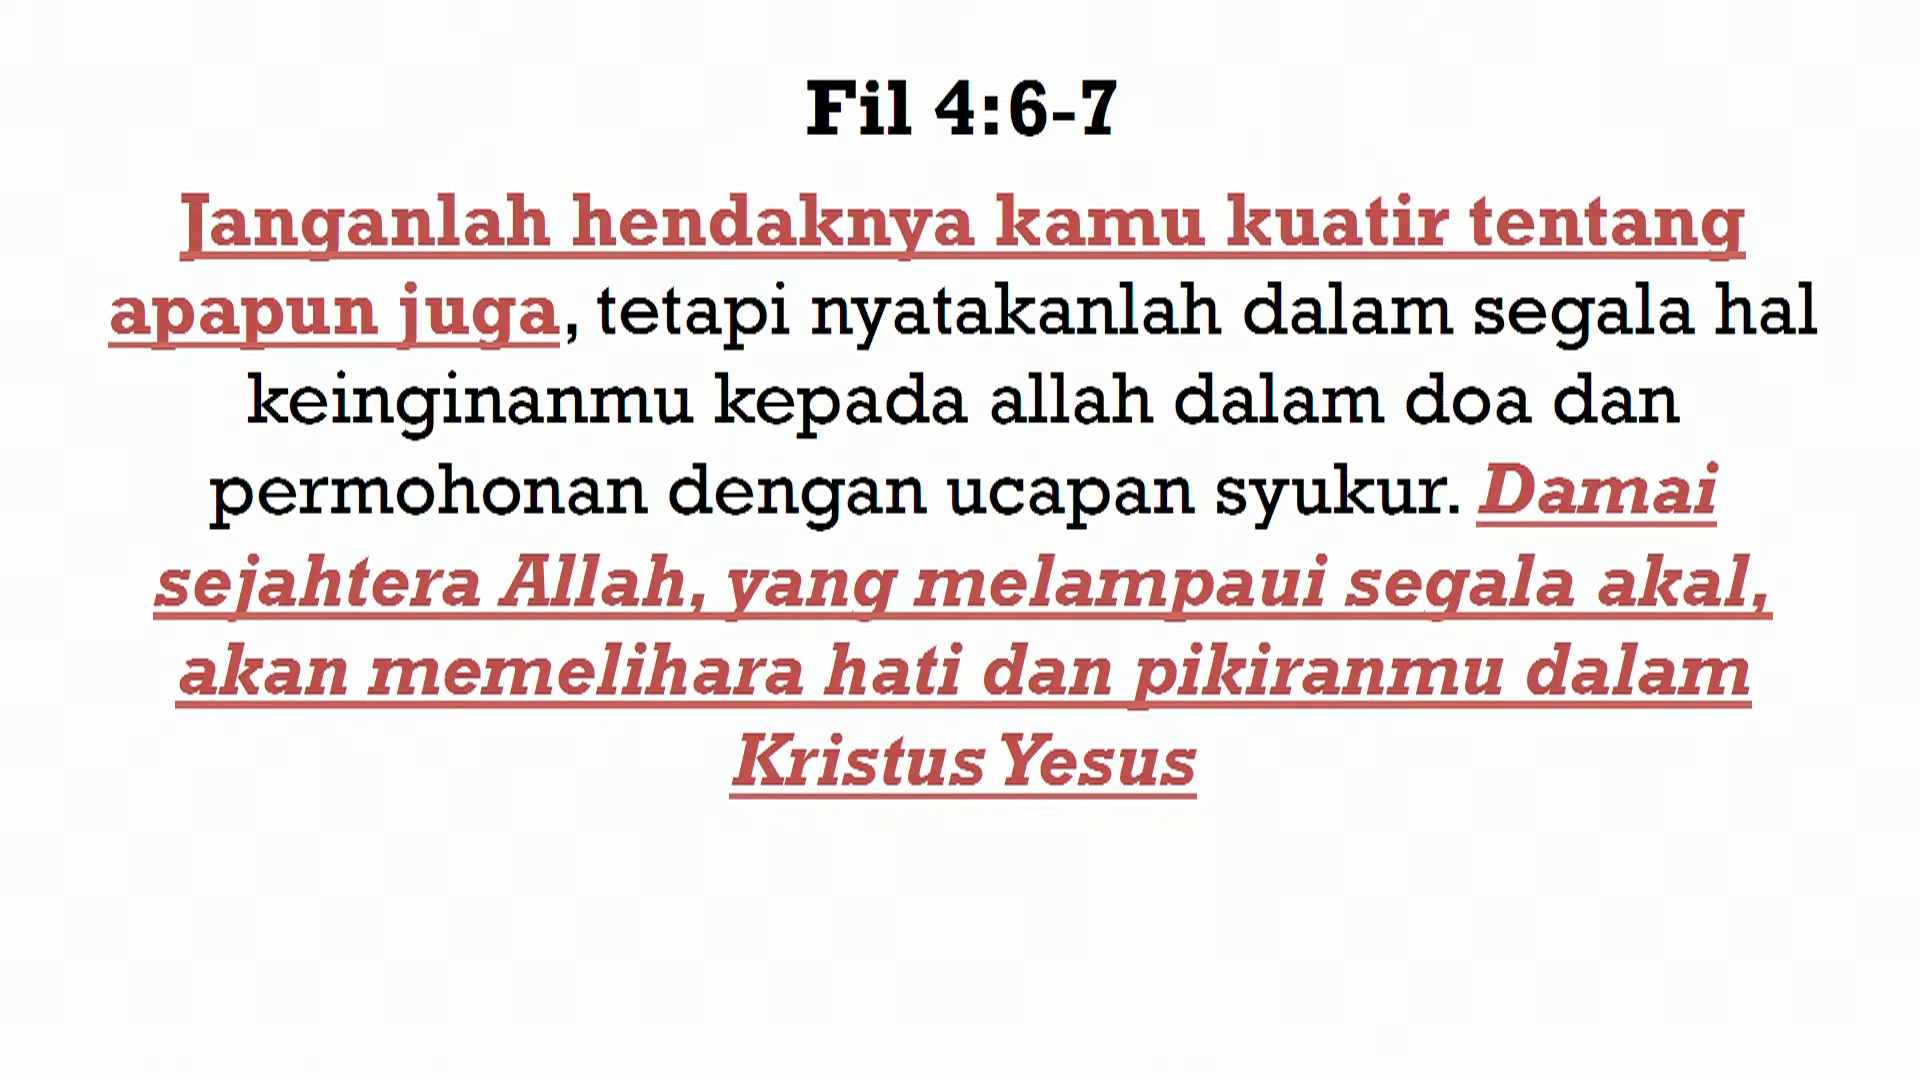 Fil 4:6-7
Janganlah hendaknya kamu kuatir tentang
apapun juga, tetapi nyatakanlah dalam segala hal
keinginanmu kepada allah dalam doa dan
permohonan dengan ucapan syukur. Damai
sejahtera Allah, yang melampaui segala akal,
akan memelihara hati dan pikiranmu dalam
Kristus Yesus